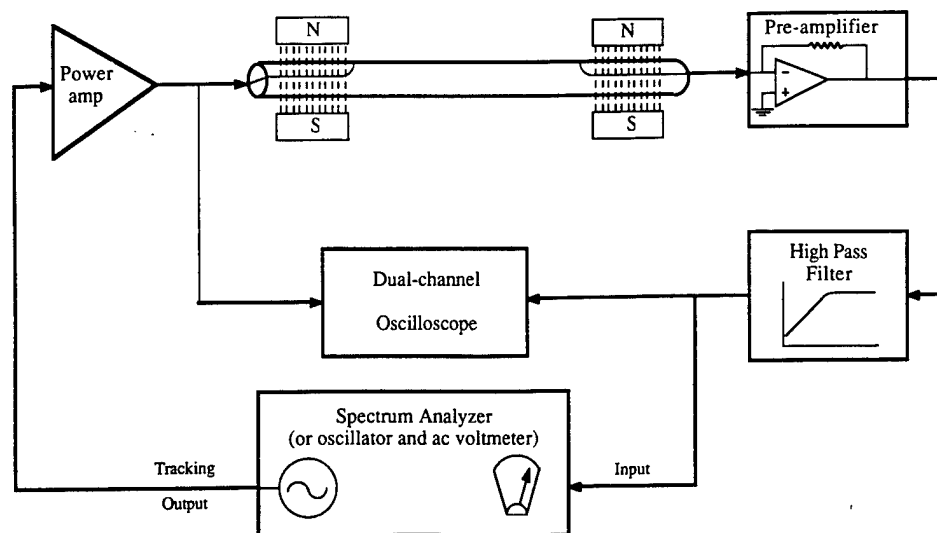 N
N
Pre-amplifier
Power
amp
−
+
S
S
High Pass
Filter
Dual-channel
Oscilloscope
Spectrum Analyzer
(or oscillator and ac voltmeter)
Tracking
Output
Input